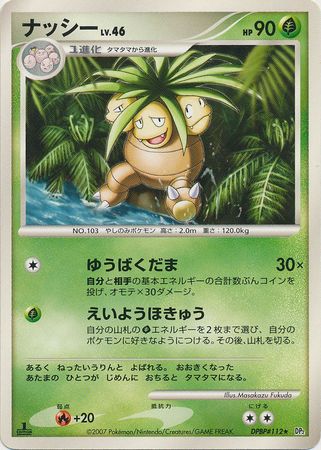 ナッシー LV.46 HP 90
1進化 タマタマから進化
NO.103 やしのみポケモン 高さ：2.0m 重さ：120.0kg
ゆうばくだま 30×
自分と相手の基本エネルギーの合計数ぶんコインを
投げ、オモテ×30ダメージ。
えいようほきゅう
自分の山札のエネルギーを2枚まで選び、自分の
ポケモンに好きなようにつける。その後、山札を切る。
あるく ねったいうりんと よばれる。 おおきくなった
あたまの ひとつが じめんに おちると タマタマになる。
Illus. Masakazu Fukuda
弱点 抵抗力 にげる
+20
1 EDITION ©2007 Pokémon/Nintendo/Creatures/GAME FREAK. DPBP#112★ DP2